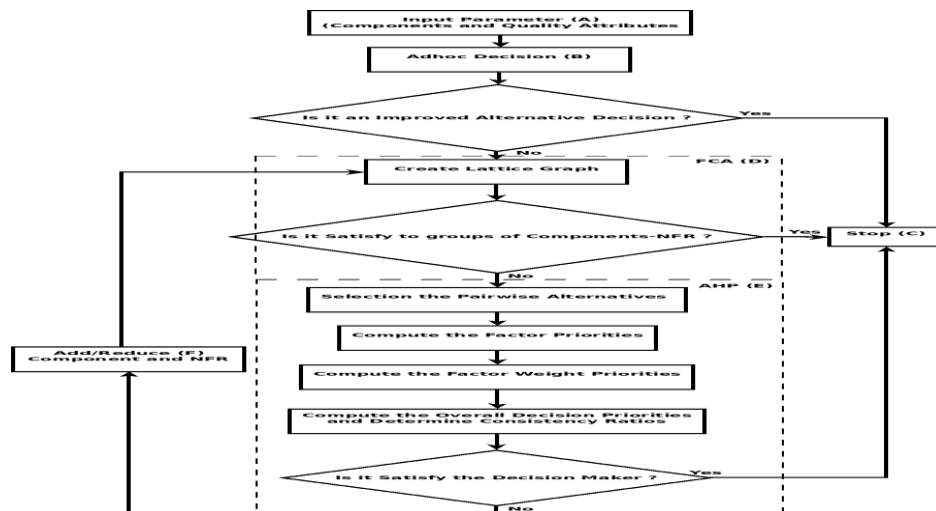 Input Parameter (A)
(Components and Quality Attributes
Adhoc Decision (B)
Is it an Improved Alternative Decision ?
Yes
No
FCA (D)
Create Lattice Graph
Is it Satisfy to groups of Components-NFR ?
Yes
Stop (C)
No
AHP (E)
Selection the Pairwise Alternatives
Compute the Factor Priorities
Add/Reduce (F)
Component and NFR
Compute the Factor Weight Priorities
Compute the Overall Decision Priorities
and Determine Consistency Ratios
Is it Satisfy the Decision Maker ?
Yes
No